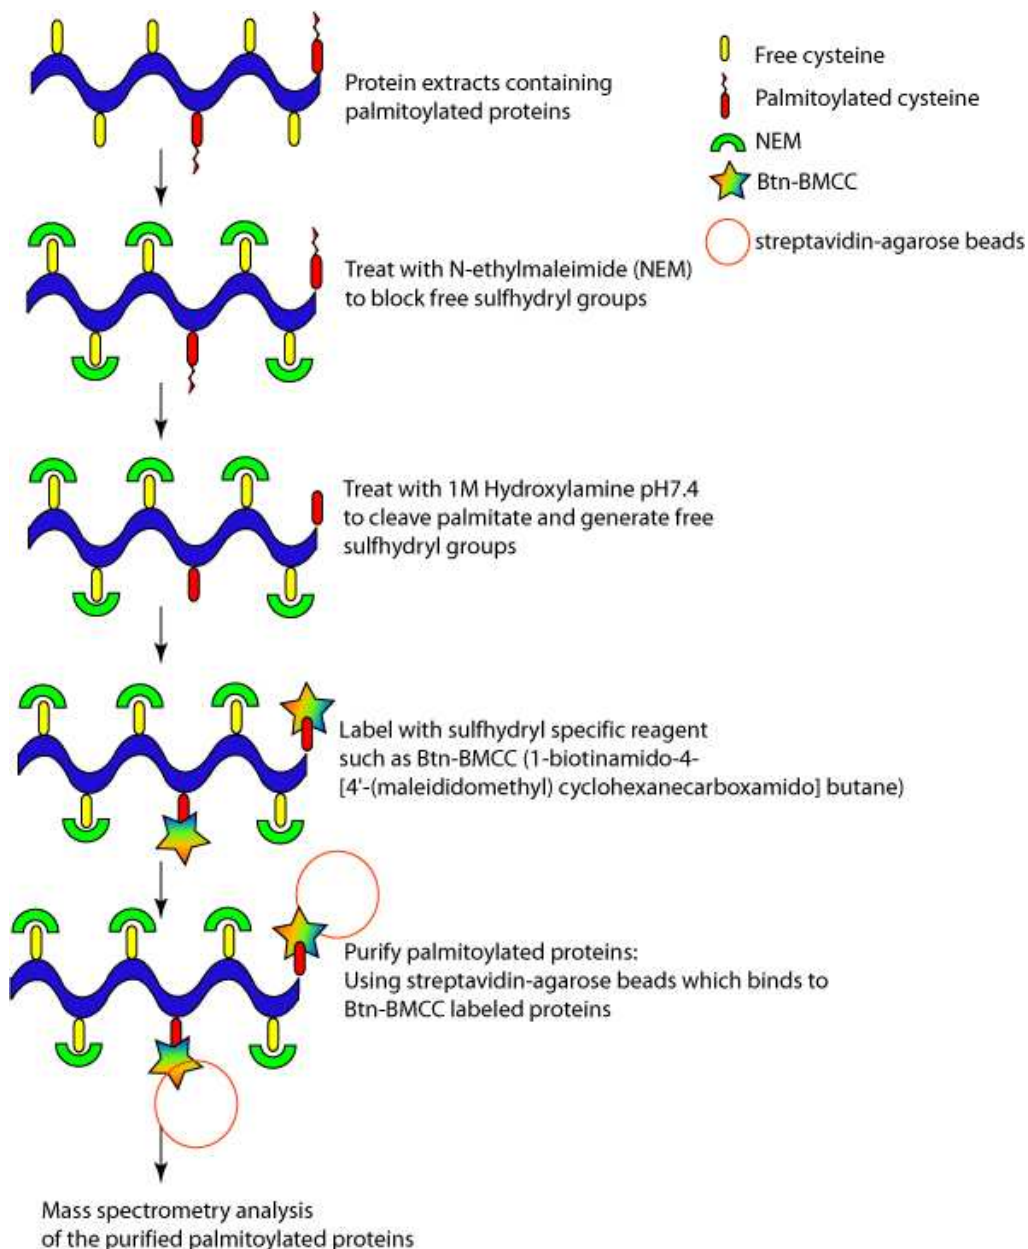 Protein extracts containing
palmitoylated proteins
Free cysteine
Palmitoylated cysteine
NEM
Btn-BMCC
streptavidin-agarose beads
Treat with N-ethylmaleimide (NEM)
to block free sulfhydryl groups
Treat with 1M Hydroxylamine pH7.4
to cleave palmitate and generate free
sulfhydryl groups
Label with sulfhydryl specific reagent
such as Btn-BMCC (1-biotinamido-4-
[4'-(maleididomethyl) cyclohexanecarboxamido] butane)
Purify palmitoylated proteins:
Using streptavidin-agarose beads which binds to
Btn-BMCC labeled proteins
Mass spectrometry analysis
of the purified palmitoylated proteins